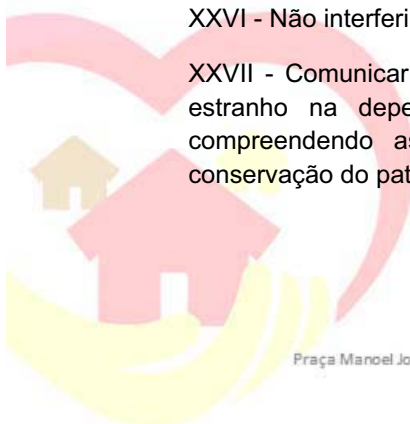 XXVI - Não interferi
XXVII - Comunicar
estranho na depe
compreendendo as
conservação do pat
Praça Manoel Jo